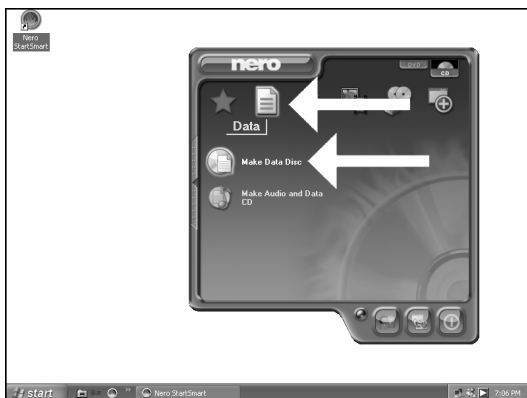 Nero
StartSmart
nero
DVD
CD
Data
Make Data Disc
Make Audio and Data
CD
start
Nero StartSmart
7:06 PM